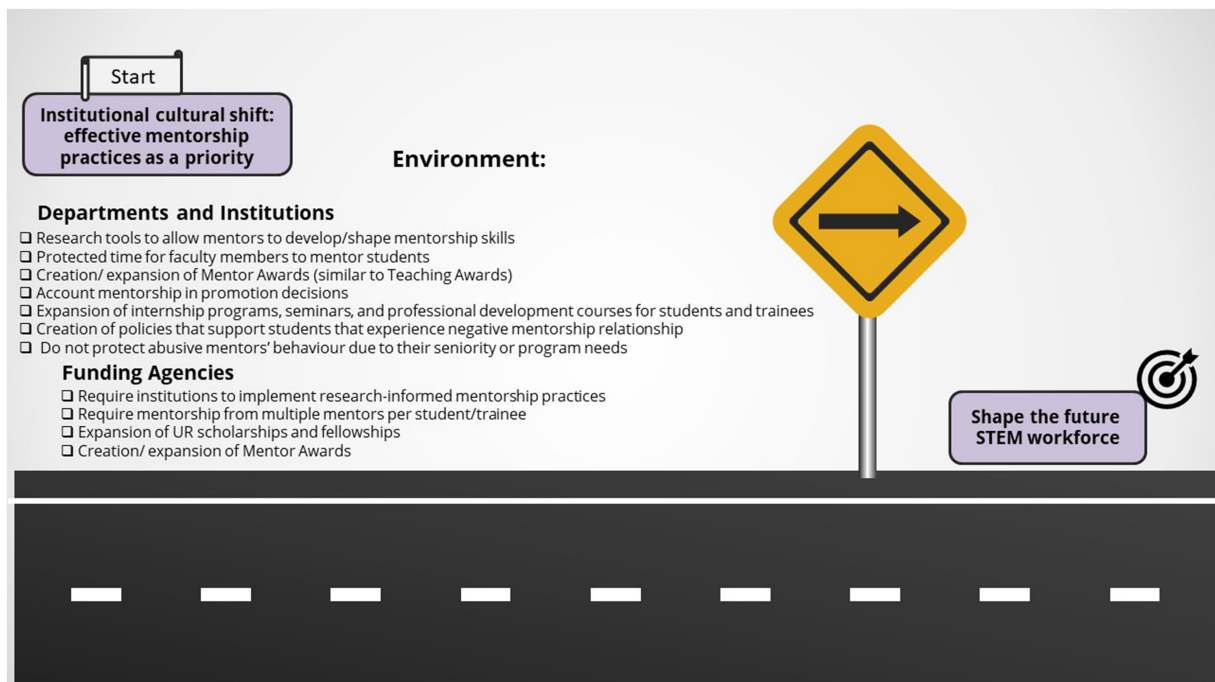 Start
Institutional cultural shift:
effective mentorship
practices as a priority
Environment:
Departments and Institutions
❑ Research tools to allow mentors to develop/shape mentorship skills
❑ Protected time for faculty members to mentor students
❑ Creation/ expansion of Mentor Awards (similar to Teaching Awards)
❑ Account mentorship in promotion decisions
❑ Expansion of internship programs, seminars, and professional development courses for students and trainees
❑ Creation of policies that support students that experience negative mentorship relationship
❑ Do not protect abusive mentors’ behaviour due to their seniority or program needs
Funding Agencies
❑ Require institutions to implement research-informed mentorship practices
❑ Require mentorship from multiple mentors per student/trainee
❑ Expansion of UR scholarships and fellowships
❑ Creation/ expansion of Mentor Awards
Shape the future
STEM workforce